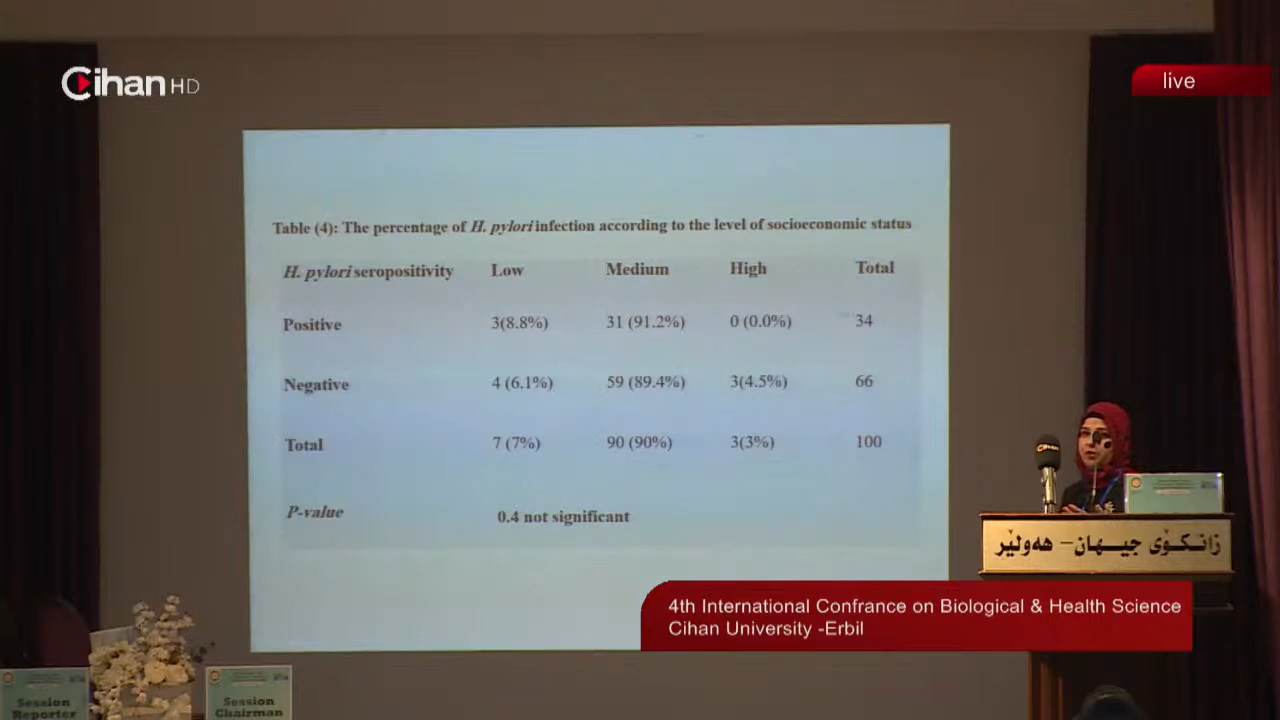 Cihan HD
live
Table (4): The percentage of H. pylori infection according to the level of socioeconomic status
H. pylori seropositivity Low Medium High Total
Positive 3(8.8%) 31 (91.2%) 0 (0.0%) 34
Negative 4 (6.1%) 59 (89.4%) 3(4.5%) 66
Total 7 (7%) 90 (90%) 3(3%) 100
P-value 0.4 not significant
Cihan
زانکۆی جیهان - هەولێر
4th International Confrance on Biological & Health Science
Cihan University -Erbil
Session
Reporter
Session
Chairman